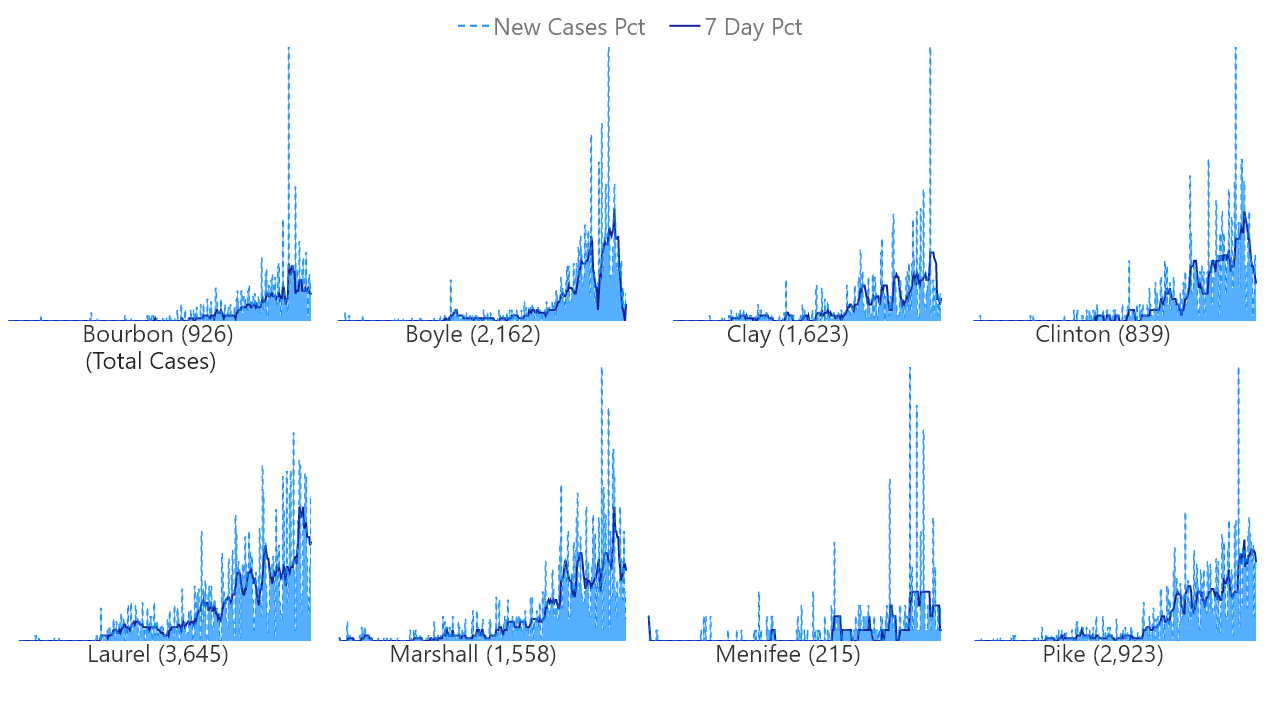 New Cases Pct 7 Day Pct
Bourbon (926) Boyle (2,162) Clay (1,623) Clinton (839)
(Total Cases)
Laurel (3,645) Marshall (1,558) Menifee (215) Pike (2,923)